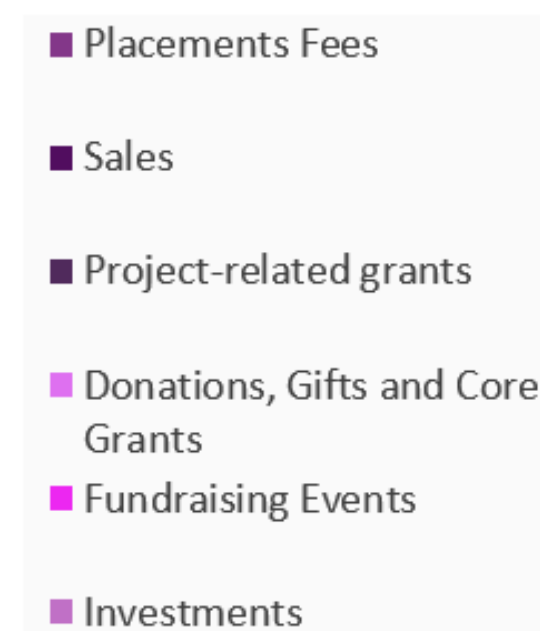 Placements Fees
Sales
Project-related grants
Donations, Gifts and Core
Grants
Fundraising Events
Investments